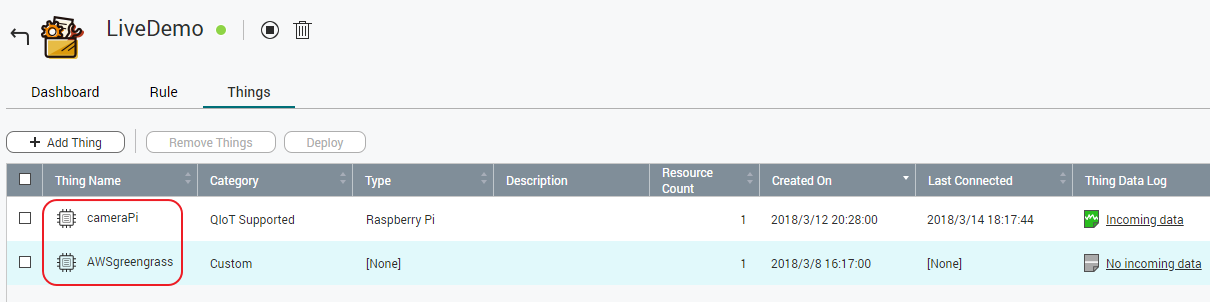 LiveDemo
Dashboard Rule Things
+ Add Thing Remove Things Deploy
Thing Name Category Type Description Resource Count Created On Last Connected Thing Data Log
cameraPi QIoT Supported Raspberry Pi 1 2018/3/12 20:28:00 2018/3/14 18:17:44 Incoming data
AWSgreengrass Custom [None] 1 2018/3/8 16:17:00 [None] No incoming data